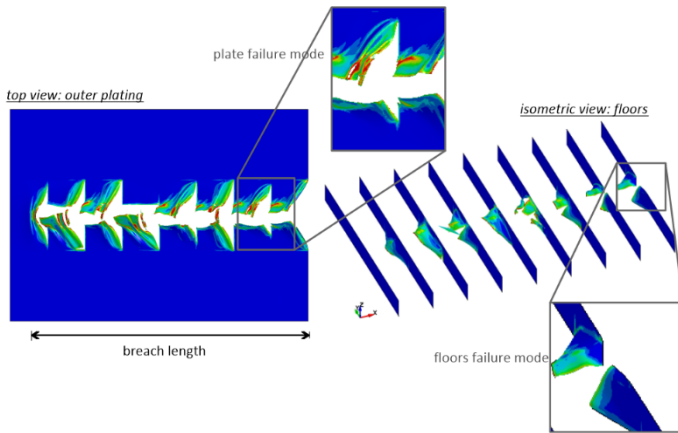 plate failure mode
top view: outer plating
isometric view: floors
Z
X
breach length
floors failure mode